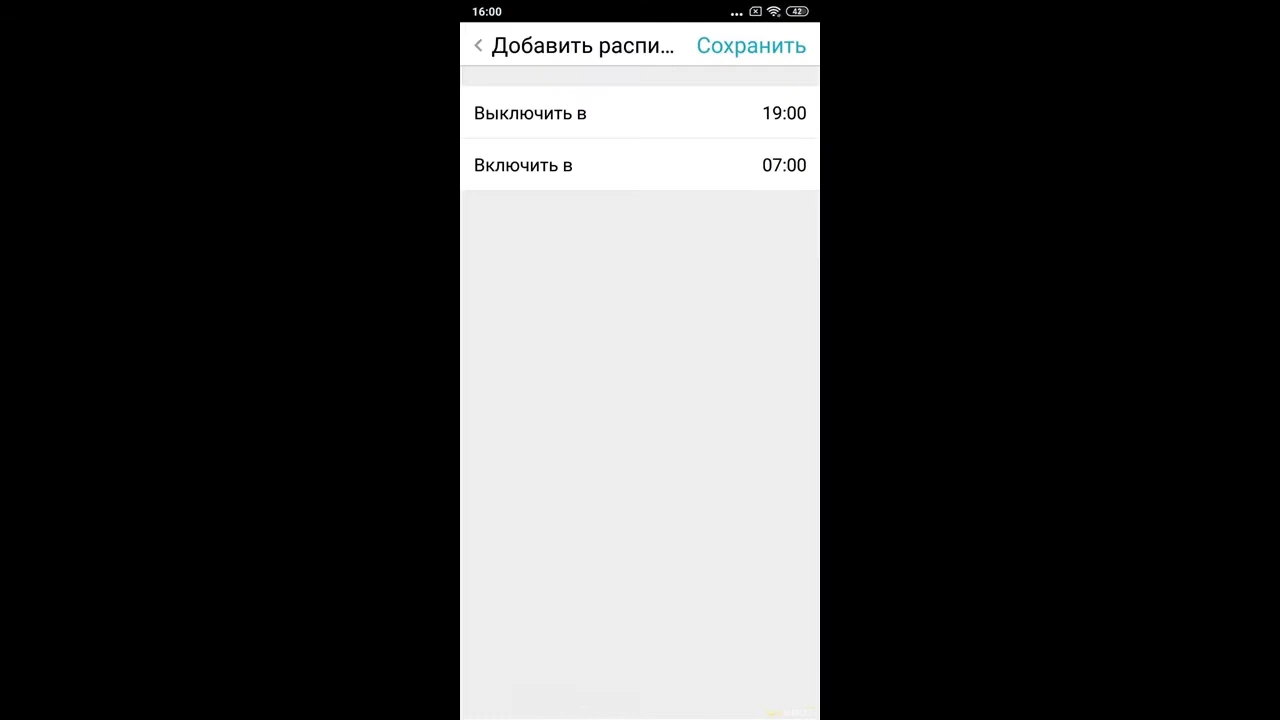 16:00
42
Добавить распи...
Сохранить
Выключить в
19:00
Включить в
07:00